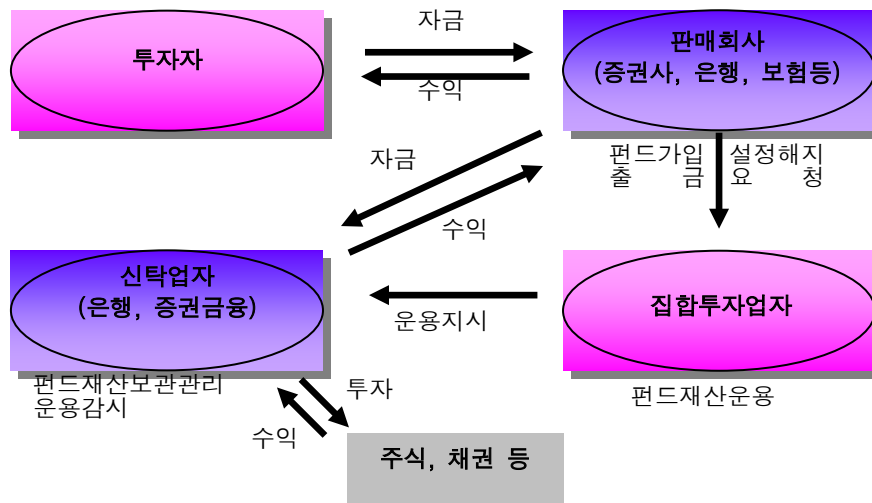 자금
투자자
판매회사
(증권사, 은행, 보험등)
수익
자금
펀드가입 설정해지
출 금 요 청
수익
신탁업자
(은행, 증권금융)
집합투자업자
운용지시
펀드재산보관관리
운용감시
투자
펀드재산운용
수익
주식, 채권 등